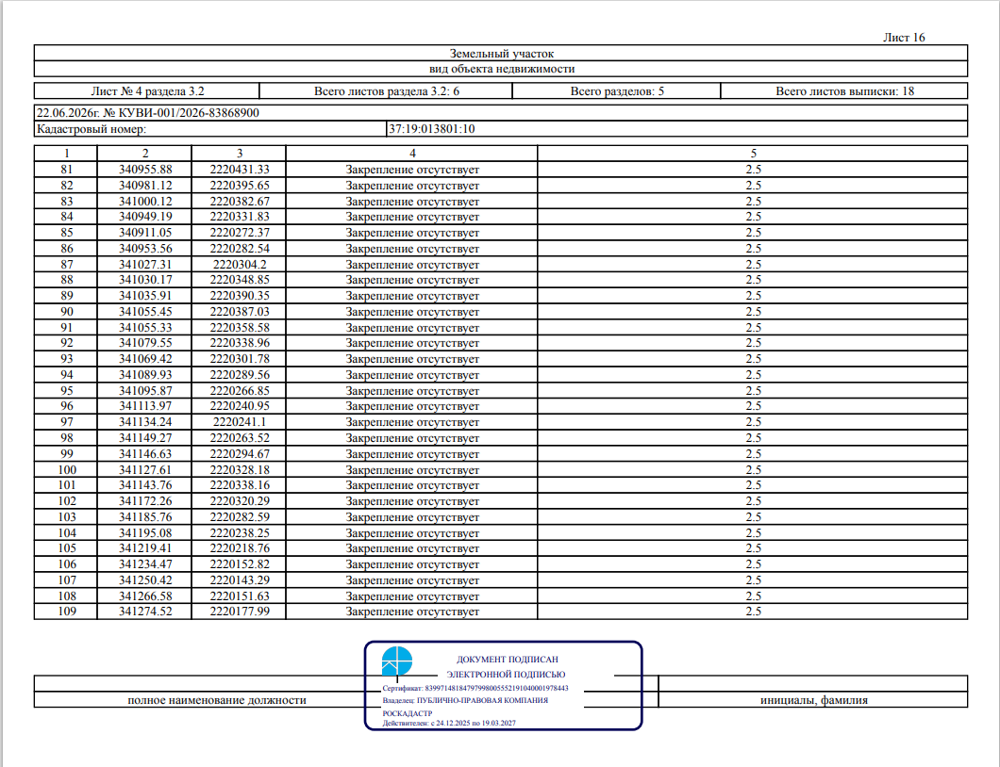 Лист 16
Земельный участок
вид объекта недвижимости
Лист № 4 раздела 3.2 Всего листов раздела 3.2: 6 Всего разделов: 5 Всего листов выписки: 18
22.06.2026г. № КУВИ-001/2026-83868900
Кадастровый номер: 37:19:013801:10
1 2 3 4 5
81 340955.88 2220431.33 Закрепление отсутствует 2.5
82 340981.12 2220395.65 Закрепление отсутствует 2.5
83 341000.12 2220382.67 Закрепление отсутствует 2.5
84 340949.19 2220331.83 Закрепление отсутствует 2.5
85 340911.05 2220272.37 Закрепление отсутствует 2.5
86 340953.56 2220282.54 Закрепление отсутствует 2.5
87 341027.31 2220304.2 Закрепление отсутствует 2.5
88 341030.17 2220348.85 Закрепление отсутствует 2.5
89 341035.91 2220390.35 Закрепление отсутствует 2.5
90 341055.45 2220387.03 Закрепление отсутствует 2.5
91 341055.33 2220358.58 Закрепление отсутствует 2.5
92 341079.55 2220338.96 Закрепление отсутствует 2.5
93 341069.42 2220301.78 Закрепление отсутствует 2.5
94 341089.93 2220289.56 Закрепление отсутствует 2.5
95 341095.87 2220266.85 Закрепление отсутствует 2.5
96 341113.97 2220240.95 Закрепление отсутствует 2.5
97 341134.24 2220241.1 Закрепление отсутствует 2.5
98 341149.27 2220263.52 Закрепление отсутствует 2.5
99 341146.63 2220294.67 Закрепление отсутствует 2.5
100 341127.61 2220328.18 Закрепление отсутствует 2.5
101 341143.76 2220338.16 Закрепление отсутствует 2.5
102 341172.26 2220320.29 Закрепление отсутствует 2.5
103 341185.76 2220282.59 Закрепление отсутствует 2.5
104 341195.08 2220238.25 Закрепление отсутствует 2.5
105 341219.41 2220218.76 Закрепление отсутствует 2.5
106 341234.47 2220152.82 Закрепление отсутствует 2.5
107 341250.42 2220143.29 Закрепление отсутствует 2.5
108 341266.58 2220151.63 Закрепление отсутствует 2.5
109 341274.52 2220177.99 Закрепление отсутствует 2.5
ДОКУМЕНТ ПОДПИСАН
ЭЛЕКТРОННОЙ ПОДПИСЬЮ
Сертификат: 83997148184797998005552191040001978443
Владелец: ПУБЛИЧНО-ПРАВОВАЯ КОМПАНИЯ
РОСКАДАСТР
Действителен: с 24.12.2025 по 19.03.2027
полное наименование должности инициалы, фамилия